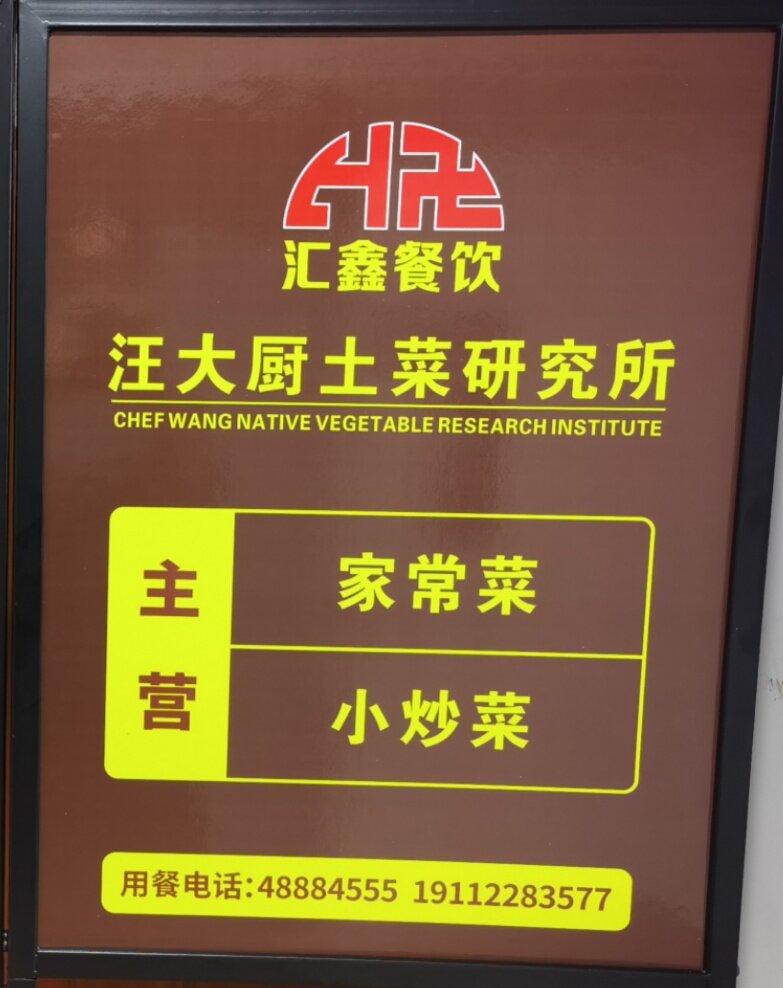 汇鑫餐饮
汪大厨土菜研究所
CHEF WANG NATIVE VEGETABLE RESEARCH INSTITUTE
主营
家常菜
小炒菜
用餐电话:48884555 19112283577